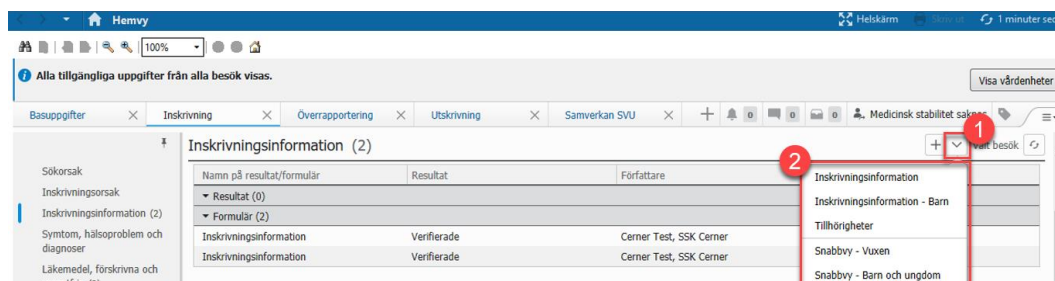 Hemvy
Helskärm Skriv ut 1 minuter sed
100%
Alla tillgängliga uppgifter från alla besök visas.
Visa vårdenheter
Basuppgifter Inskrivning Överrapportering Utskrivning Samverkan SVU 0 0 0 Medicinsk stabilitet saknas
1
Inskrivningsinformation (2)
Valt besök
2
Sökorsak
Inskrivningsorsak
Inskrivningsinformation (2)
Symtom, hälsoproblem och
diagnoser
Läkemedel, förskrivna och
Namn på resultat/formulär Resultat Författare
Resultat (0)
Formulär (2)
Inskrivningsinformation Verifierade Cerner Test, SSK Cerner
Inskrivningsinformation Verifierade Cerner Test, SSK Cerner
Inskrivningsinformation
Inskrivningsinformation - Barn
Tillhörigheter
Snabbvy - Vuxen
Snabbvy - Barn och ungdom